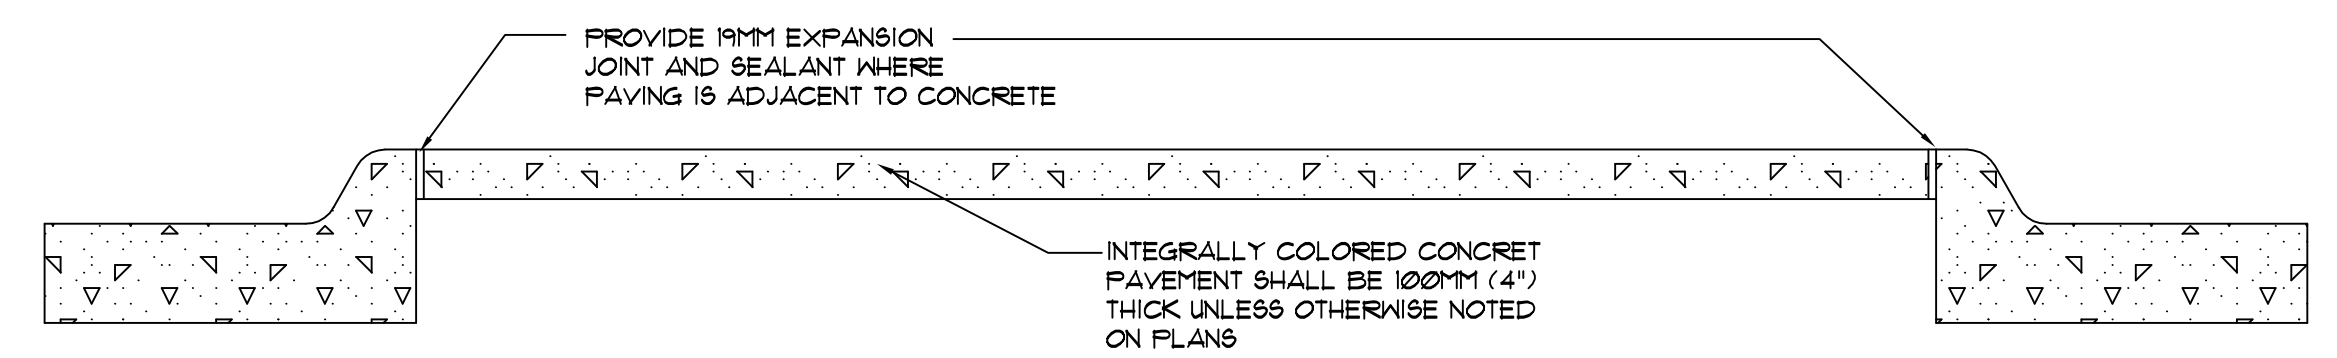 PROVIDE 19MM EXPANSION
JOINT AND SEALANT WHERE
PAVING IS ADJACENT TO CONCRETE
INTEGRALLY COLORED CONCRET
PAVEMENT SHALL BE 100MM (4")
THICK UNLESS OTHERWISE NOTED
ON PLANS